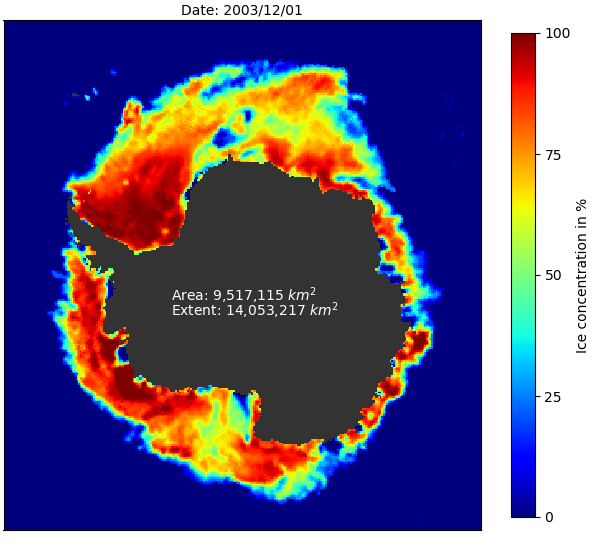 Date: 2003/12/01
100
75
50
25
0
Ice concentration in %
Area: 9,517,115 km²
Extent: 14,053,217 km²